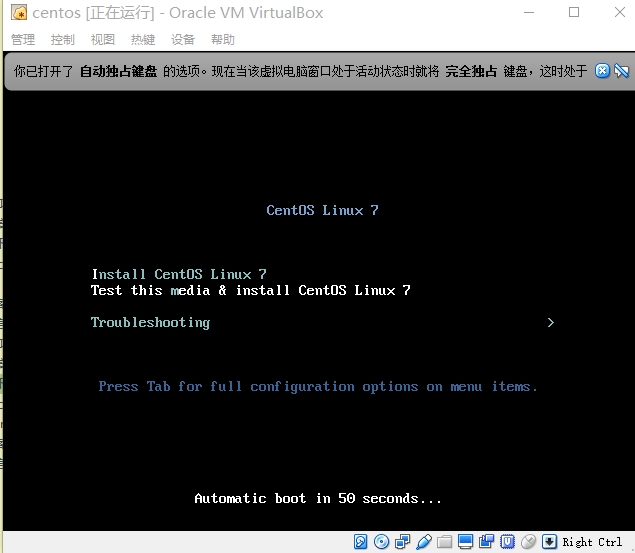 centos [正在运行] - Oracle VM VirtualBox
管理 控制 视图 热键 设备 帮助
你已打开了 自动独占键盘 的选项。现在当该虚拟电脑窗口处于活动状态时就将 完全独占 键盘，这时处于
CentOS Linux 7
Install CentOS Linux 7
Test this media & install CentOS Linux 7
Troubleshooting >
Press Tab for full configuration options on menu items.
Automatic boot in 50 seconds...
Right Ctrl